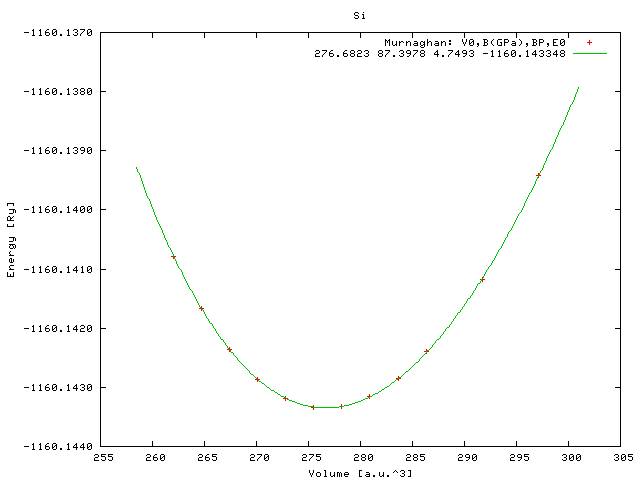 Si
Murnaghan: V0,B(GPa),BP,E0
276.6823 87.3978 4.7493 -1160.143348
-1160.1370
-1160.1380
-1160.1390
-1160.1400
-1160.1410
-1160.1420
-1160.1430
-1160.1440
Energy [Ry]
255 260 265 270 275 280 285 290 295 300 305
Volume [a.u.^3]